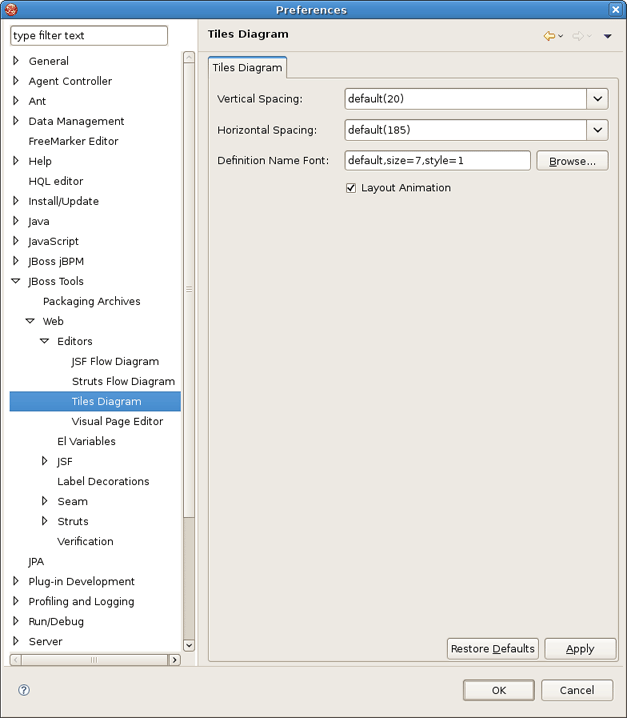 Preferences
type filter text
Tiles Diagram
General
Agent Controller
Ant
Data Management
FreeMarker Editor
Help
HQL editor
Install/Update
Java
JavaScript
JBoss jBPM
JBoss Tools
Packaging Archives
Web
Editors
JSF Flow Diagram
Struts Flow Diagram
Tiles Diagram
Visual Page Editor
El Variables
JSF
Label Decorations
Seam
Struts
Verification
JPA
Plug-in Development
Profiling and Logging
Run/Debug
Server
Tiles Diagram
Vertical Spacing: default(20)
Horizontal Spacing: default(185)
Definition Name Font: default,size=7,style=1 Browse...
Layout Animation
Restore Defaults Apply
OK Cancel